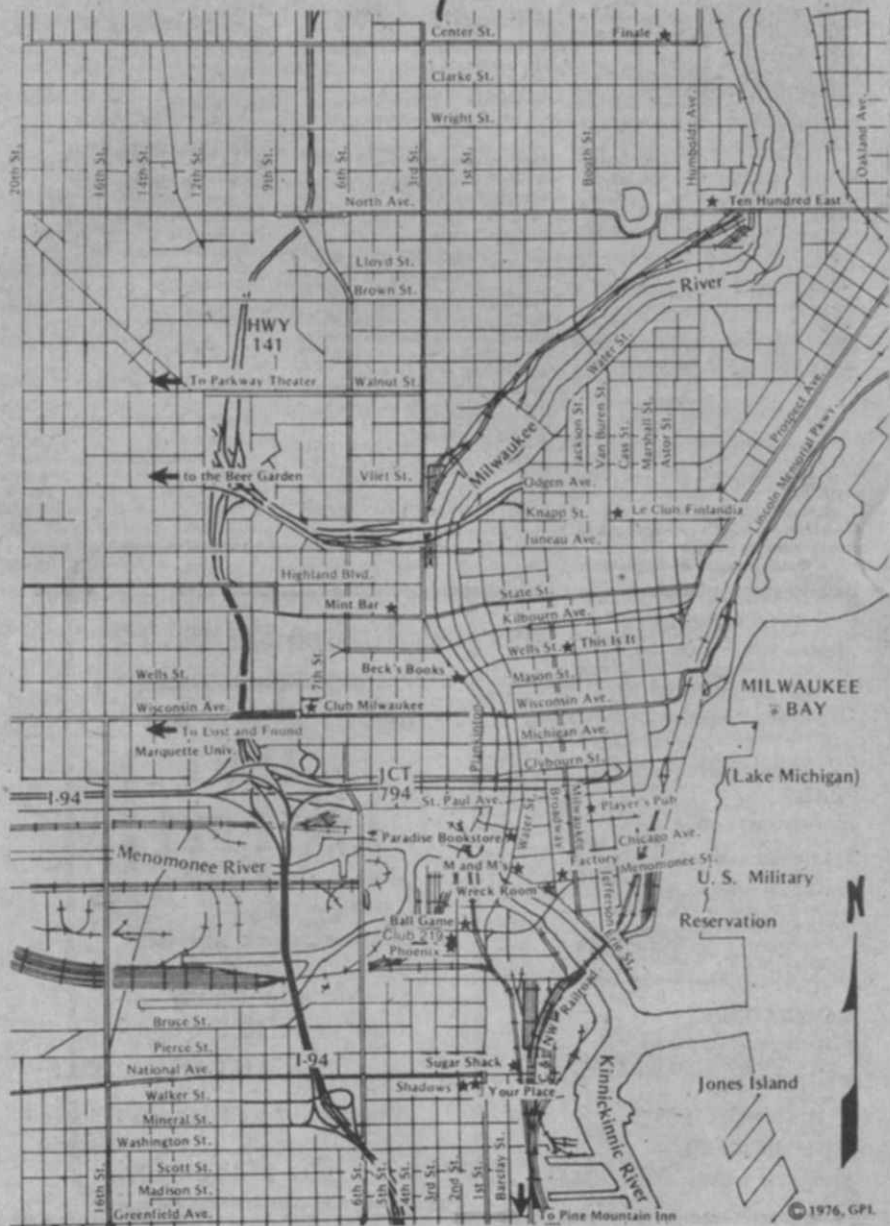 Center St.
Finale
Clarke St.
Wright St.
20th St.
16th St.
14th St.
12th St.
9th St.
6th St.
3rd St.
1st St.
Booth St.
Humboldt Ave.
Oakland Ave.
North Ave.
Ten Hundred East
Lloyd St.
Brown St.
River
HWY
141
Water St.
To Parkway Theater
Walnut St.
Jackson St.
Van Buren St.
Cass St.
Marshall St.
Astor St.
Prospect Ave.
Lincoln Memorial Pkwy.
Milwaukee
to the Beer Garden
Vliet St.
Odgen Ave.
Knapp St.
Le Club Finlandia
Juneau Ave.
Highland Blvd.
State St.
Mint Bar
Kilbourn Ave.
Wells St.
This Is It
Beck's Books
Mason St.
Wells St.
7th St.
Wisconsin Ave.
Club Milwaukee
Wisconsin Ave.
MILWAUKEE
BAY
To Lost and Found
Plankinton
Michigan Ave.
Marquette Univ.
Clybourn St.
JCT
794
(Lake Michigan)
I-94
St. Paul Ave.
Water St.
Broadway
Milwaukee
Player's Pub
Paradise Bookstore
Chicago Ave.
Menomonee River
M and M's
Factory
Menomonee St.
Wreck Room
Jefferson
Erie St.
U. S. Military
Reservation
N
Ball Game
Club 219
Phoenix
Railroad
C & NW
Bruce St.
Pierce St.
I-94
National Ave.
Sugar Shack
Shadows
Your Place
Kinnickinnic River
Jones Island
Walker St.
Mineral St.
Washington St.
Scott St.
Madison St.
Greenfield Ave.
16th St.
6th St.
5th St.
4th St.
3rd St.
2nd St.
1st St.
Barclay St.
To Pine Mountain Inn
© 1976, GPL